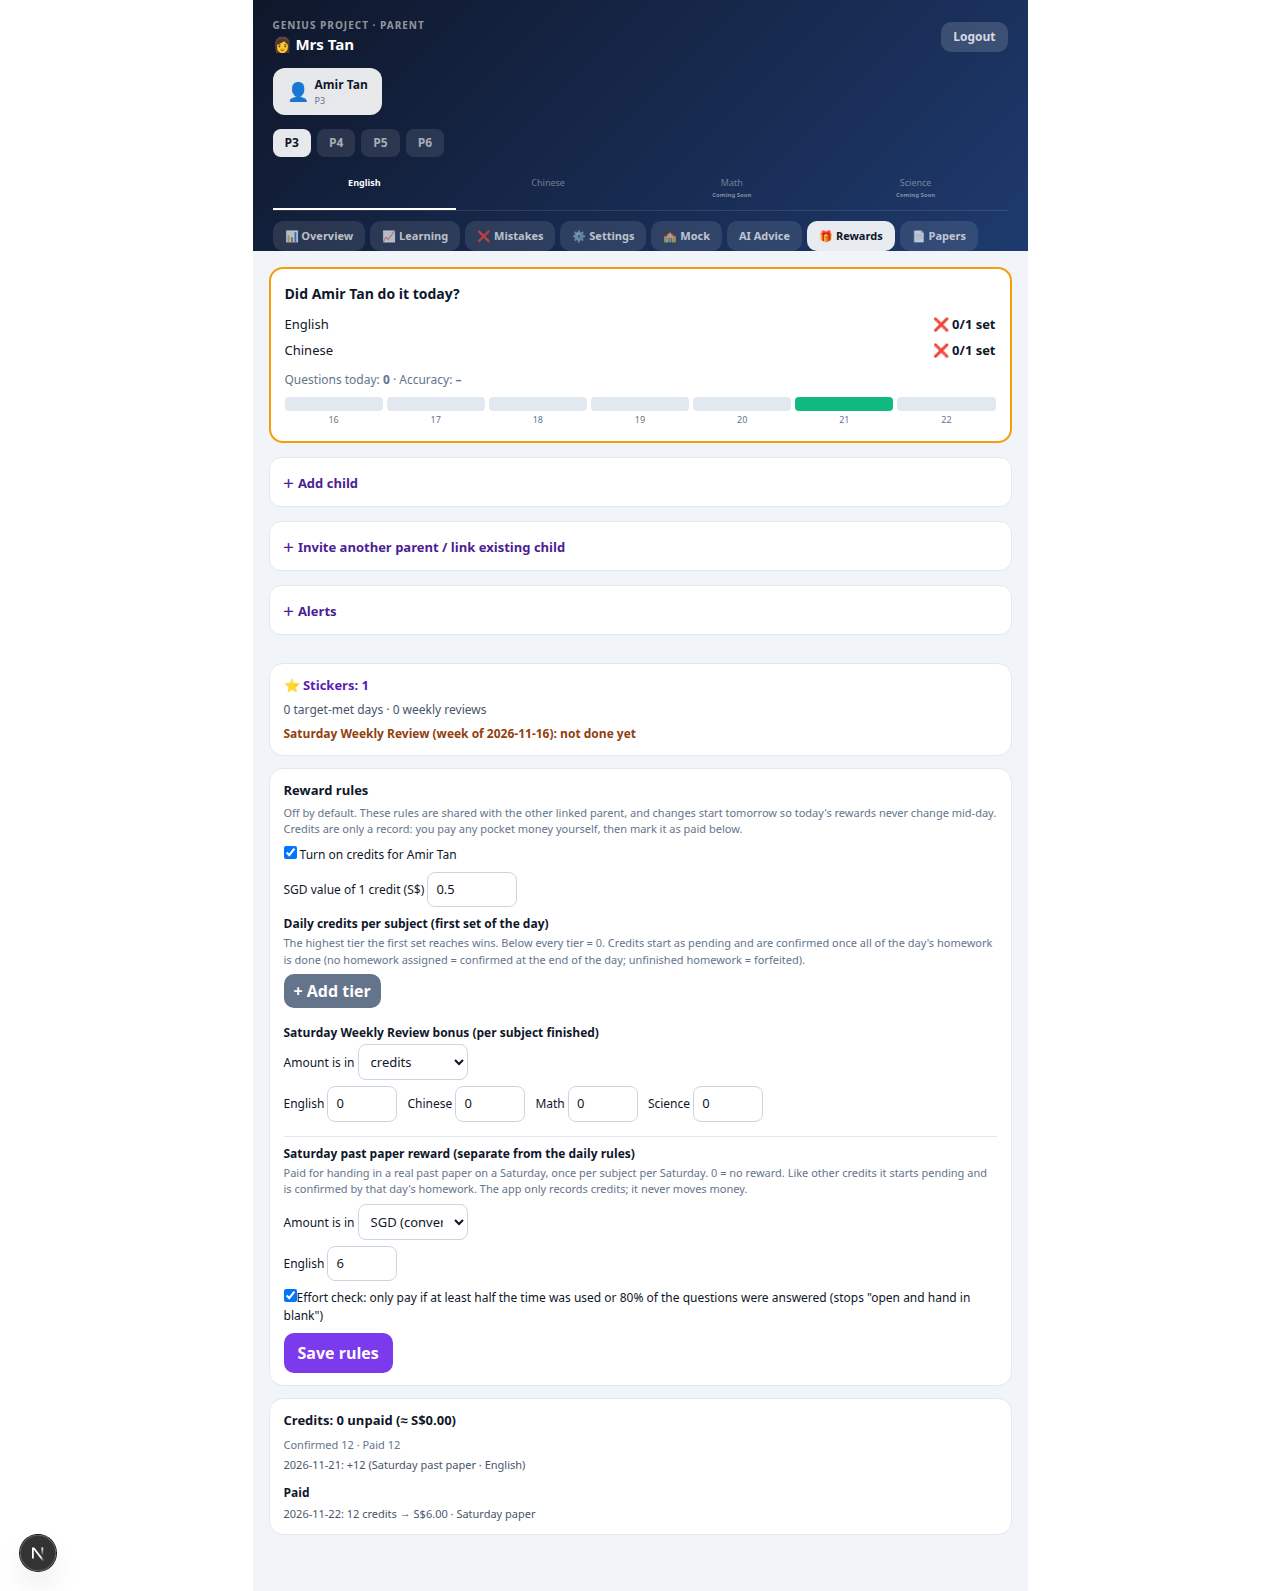 GENIUS PROJECT · PARENT
👩 Mrs Tan
Logout
👤 Amir Tan
P3
P3 P4 P5 P6
English Chinese Math Science
Coming Soon Coming Soon
📊 Overview 📈 Learning ❌ Mistakes ⚙️ Settings 🏫 Mock AI Advice 🎁 Rewards 📄 Papers
Did Amir Tan do it today?
English ❌ 0/1 set
Chinese ❌ 0/1 set
Questions today: 0 · Accuracy: –
16 17 18 19 20 21 22
+ Add child
+ Invite another parent / link existing child
+ Alerts
⭐ Stickers: 1
0 target-met days · 0 weekly reviews
Saturday Weekly Review (week of 2026-11-16): not done yet
Reward rules
Off by default. These rules are shared with the other linked parent, and changes start tomorrow so today's rewards never change mid-day.
Credits are only a record: you pay any pocket money yourself, then mark it as paid below.
Turn on credits for Amir Tan
SGD value of 1 credit (S$) 0.5
Daily credits per subject (first set of the day)
The highest tier the first set reaches wins. Below every tier = 0. Credits start as pending and are confirmed once all of the day's homework
is done (no homework assigned = confirmed at the end of the day; unfinished homework = forfeited).
+ Add tier
Saturday Weekly Review bonus (per subject finished)
Amount is in credits
English 0 Chinese 0 Math 0 Science 0
Saturday past paper reward (separate from the daily rules)
Paid for handing in a real past paper on a Saturday, once per subject per Saturday. 0 = no reward. Like other credits it starts pending and
is confirmed by that day's homework. The app only records credits; it never moves money.
Amount is in SGD (conver
English 6
Effort check: only pay if at least half the time was used or 80% of the questions were answered (stops "open and hand in
blank")
Save rules
Credits: 0 unpaid (≈ S$0.00)
Confirmed 12 · Paid 12
2026-11-21: +12 (Saturday past paper · English)
Paid
2026-11-22: 12 credits → S$6.00 · Saturday paper
N